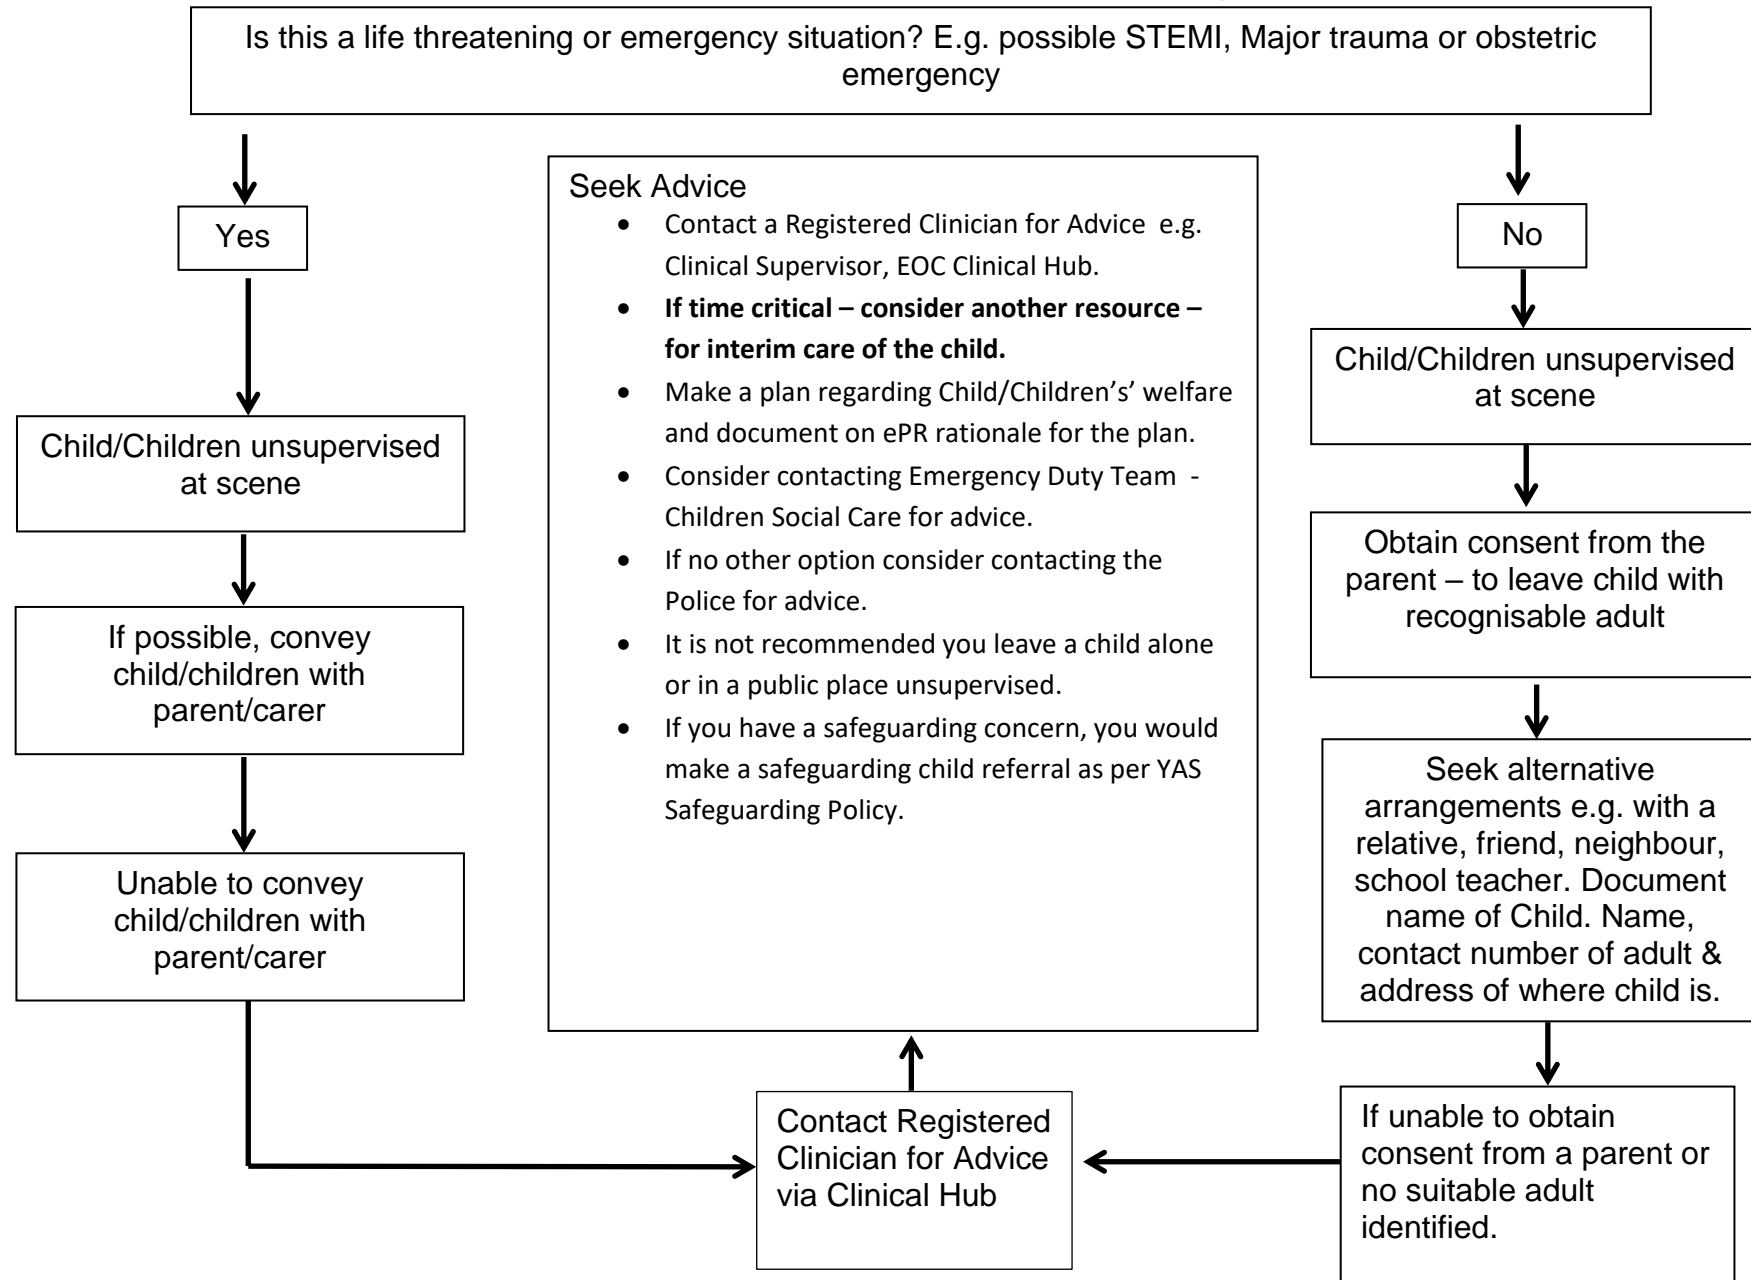 Is this a life threatening or emergency situation? E.g. possible STEMI, Major trauma or obstetric
emergency
Yes
Child/Children unsupervised
at scene
If possible, convey
child/children with
parent/carer
Unable to convey
child/children with
parent/carer
Seek Advice
• Contact a Registered Clinician for Advice e.g.
Clinical Supervisor, EOC Clinical Hub.
• If time critical – consider another resource –
for interim care of the child.
• Make a plan regarding Child/Children's' welfare
and document on ePR rationale for the plan.
• Consider contacting Emergency Duty Team -
Children Social Care for advice.
• If no other option consider contacting the
Police for advice.
• It is not recommended you leave a child alone
or in a public place unsupervised.
• If you have a safeguarding concern, you would
make a safeguarding child referral as per YAS
Safeguarding Policy.
No
Child/Children unsupervised
at scene
Obtain consent from the
parent – to leave child with
recognisable adult
Seek alternative
arrangements e.g. with a
relative, friend, neighbour,
school teacher. Document
name of Child. Name,
contact number of adult &
address of where child is.
If unable to obtain
consent from a parent or
no suitable adult
identified.
Contact Registered
Clinician for Advice
via Clinical Hub